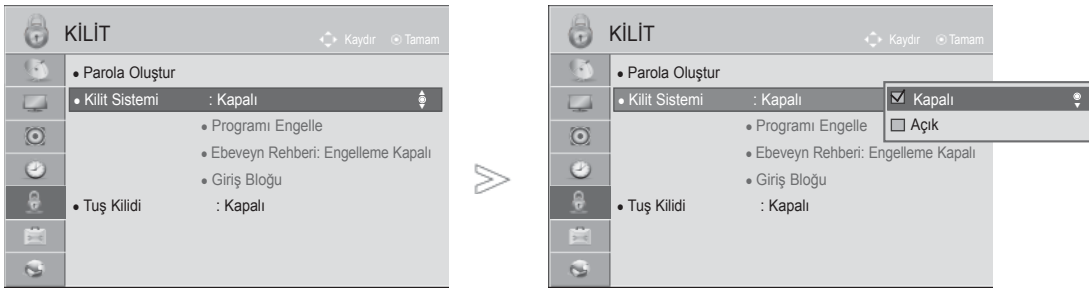 KİLİT
Kaydır Tamam
• Parola Oluştur
• Kilit Sistemi : Kapalı
• Programı Engelle
• Ebeveyn Rehberi: Engelleme Kapalı
• Giriş Bloğu
• Tuş Kilidi : Kapalı
KİLİT
Kaydır Tamam
• Parola Oluştur
• Kilit Sistemi : Kapalı
Kapalı
Açık
• Programı Engelle
• Ebeveyn Rehberi: Engelleme Kapalı
• Giriş Bloğu
• Tuş Kilidi : Kapalı